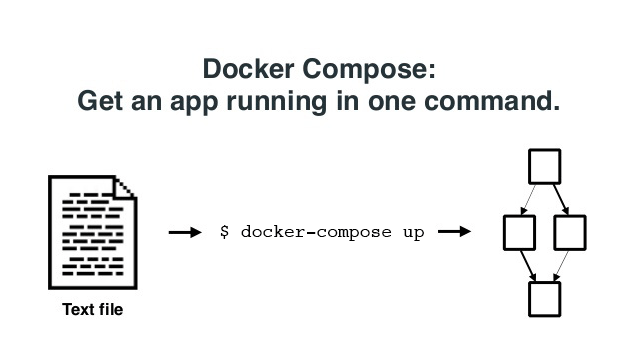 Docker Compose:
Get an app running in one command.
$ docker-compose up
Text file